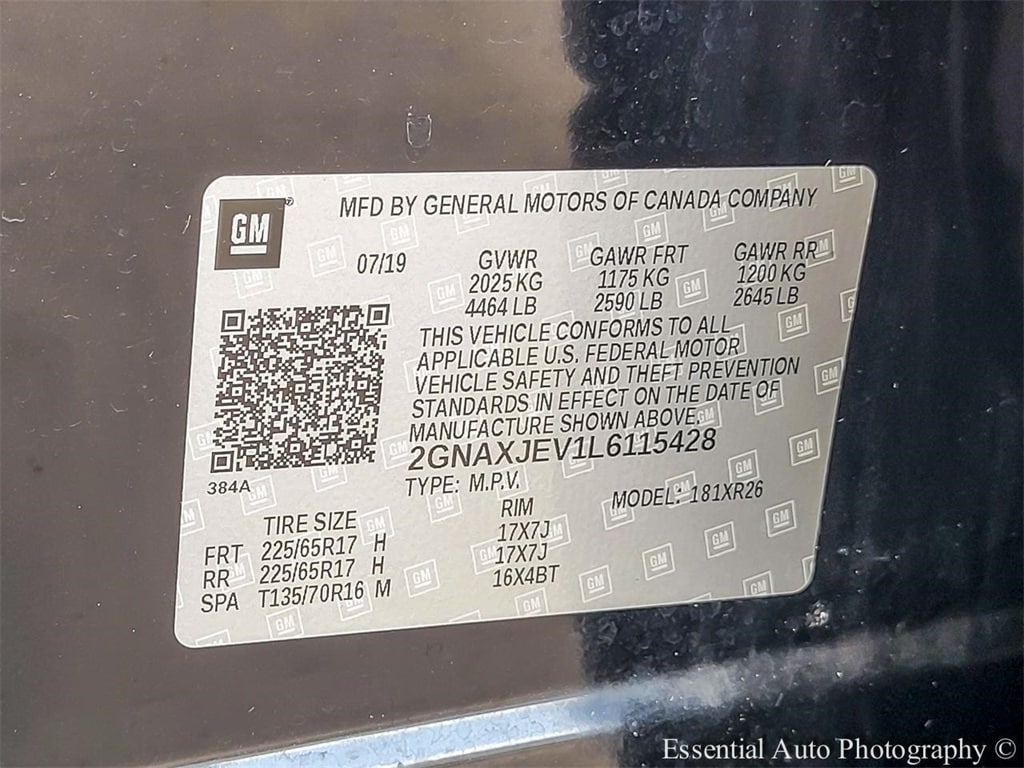 GM
MFD BY GENERAL MOTORS OF CANADA COMPANY
07/19 GVWR GAWR FRT GAWR RR
2025 KG 1175 KG 1200 KG
4464 LB 2590 LB 2645 LB
THIS VEHICLE CONFORMS TO ALL
APPLICABLE U.S. FEDERAL MOTOR
VEHICLE SAFETY AND THEFT PREVENTION
STANDARDS IN EFFECT ON THE DATE OF
MANUFACTURE SHOWN ABOVE.
2GNAXJEV1L6115428
384A
TYPE: M.P.V. MODEL: 181XR26
TIRE SIZE RIM
FRT 225/65R17 H 17X7J
RR 225/65R17 H 17X7J
SPA T135/70R16 M 16X4BT
Essential Auto Photography ©